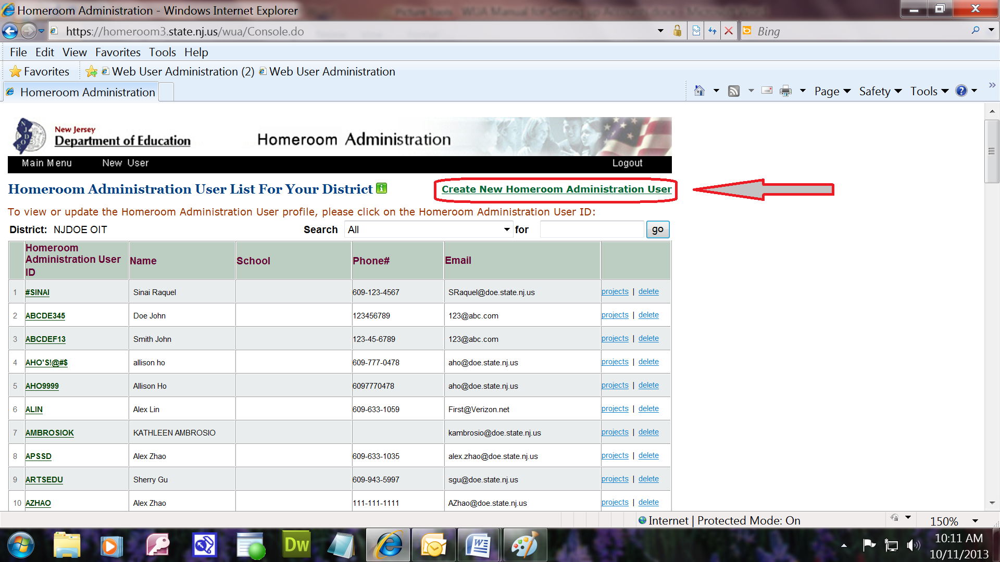 Homeroom Administration - Windows Internet Explorer
https://homeroom3.state.nj.us/wua/Console.do
Bing
File Edit View Favorites Tools Help
Favorites Web User Administration (2) Web User Administration
Homeroom Administration
Page Safety Tools
New Jersey
Department of Education
Homeroom Administration
Main Menu New User Logout
Homeroom Administration User List For Your District Create New Homeroom Administration User
To view or update the Homeroom Administration User profile, please click on the Homeroom Administration User ID:
District: NJDOE OIT Search All for go
Homeroom Administration User ID Name School Phone# Email
1 #SINAI Sinai Raquel 609-123-4567 SRaquel@doe.state.nj.us projects | delete
2 ABCDE345 Doe John 123456789 123@abc.com projects | delete
3 ABCDEF13 Smith John 123-45-6789 123@abc.com projects | delete
4 AHO'S!@#$ allison ho 609-777-0478 aho@doe.state.nj.us projects | delete
5 AHO9999 Allison Ho 6097770478 aho@doe.state.nj.us projects | delete
6 ALIN Alex Lin 609-633-1059 First@Verizon.net projects | delete
7 AMBROSIOK KATHLEEN AMBROSIO kambrosio@doe.state.nj.us projects | delete
8 APSSD Alex Zhao 609-633-1035 alex.zhao@doe.state.nj.us projects | delete
9 ARTSEDU Sherry Gu 609-943-5997 sgu@doe.state.nj.us projects | delete
10 AZHAO Alex Zhao 111-111-1111 AZhao@doe.state.nj.us projects | delete
Internet | Protected Mode: On 150%
Dw
10:11 AM
10/11/2013